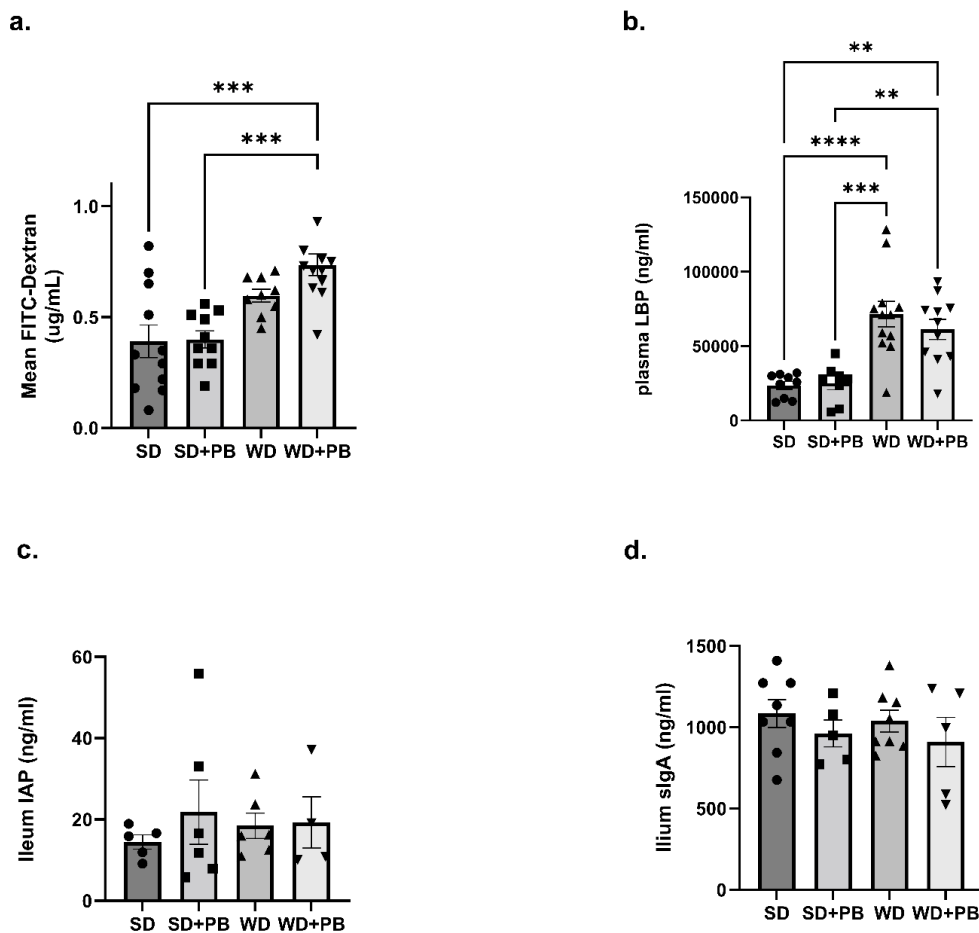 a.
***
***
Mean FITC-Dextran
(ug/mL)
1.0
0.5
0.0
SD SD+PB WD WD+PB
b.
**
**
****
***
plasma LBP (ng/ml)
150000
100000
50000
0
SD SD+PB WD WD+PB
c.
Ileum IAP (ng/ml)
60
40
20
0
SD SD+PB WD WD+PB
d.
Ilium sIgA (ng/ml)
1500
1000
500
0
SD SD+PB WD WD+PB